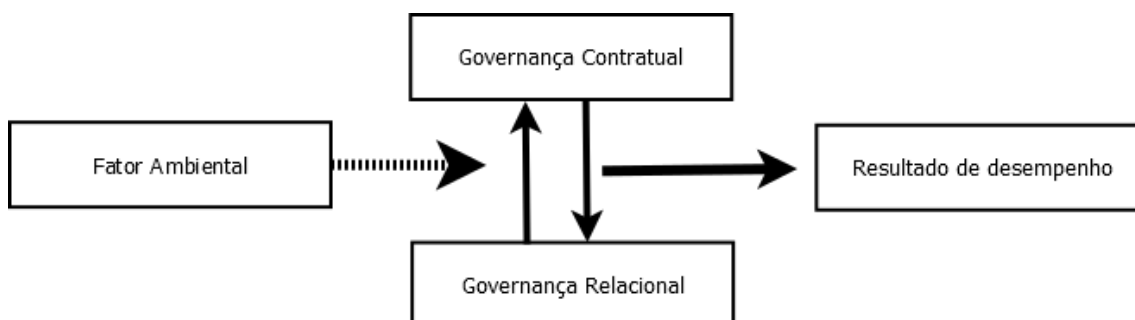 Governança Contratual
Fator Ambiental
Resultado de desempenho
Governança Relacional